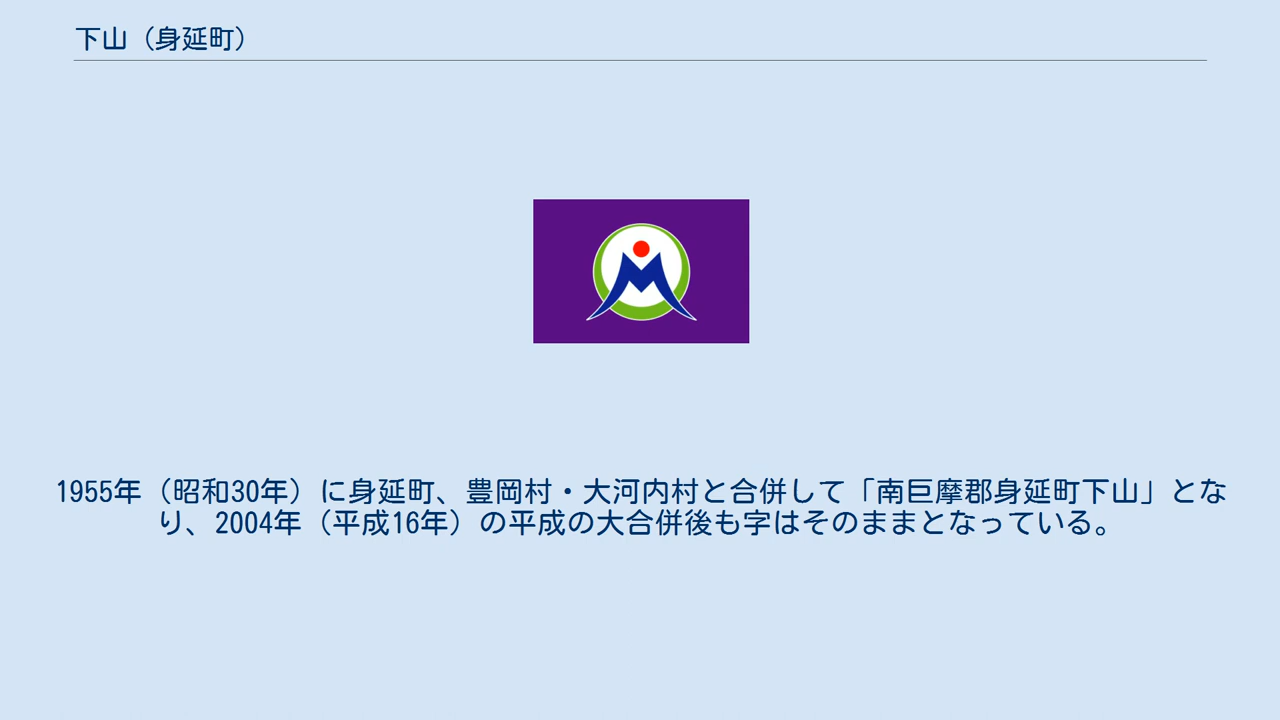 下山（身延町）
1955年（昭和30年）に身延町、豊岡村・大河内村と合併して「南巨摩郡身延町下山」とな
り、2004年（平成16年）の平成の大合併後も字はそのままとなっている。